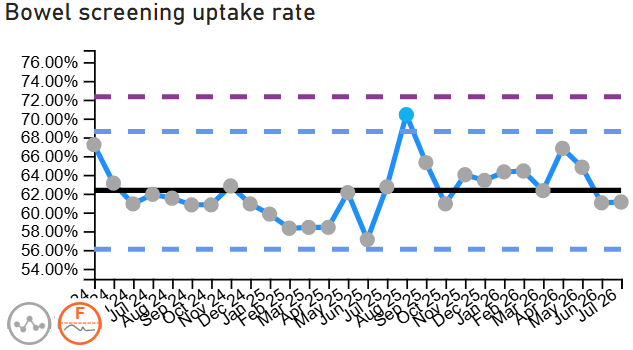 Bowel screening uptake rate
76.00%
74.00%
72.00%
70.00%
68.00%
66.00%
64.00%
62.00%
60.00%
58.00%
56.00%
54.00%
24
24
24
Jul 24
Aug 24
Sep 24
Oct 24
Nov 24
Dec 24
Jan 25
Feb 25
Mar 25
Apr 25
May 25
Jun 25
Jul 25
Aug 25
Sep 25
Oct 25
Nov 25
Dec 25
Jan 26
Feb 26
Mar 26
Apr 26
May 26
Jun 26
Jul 26
F